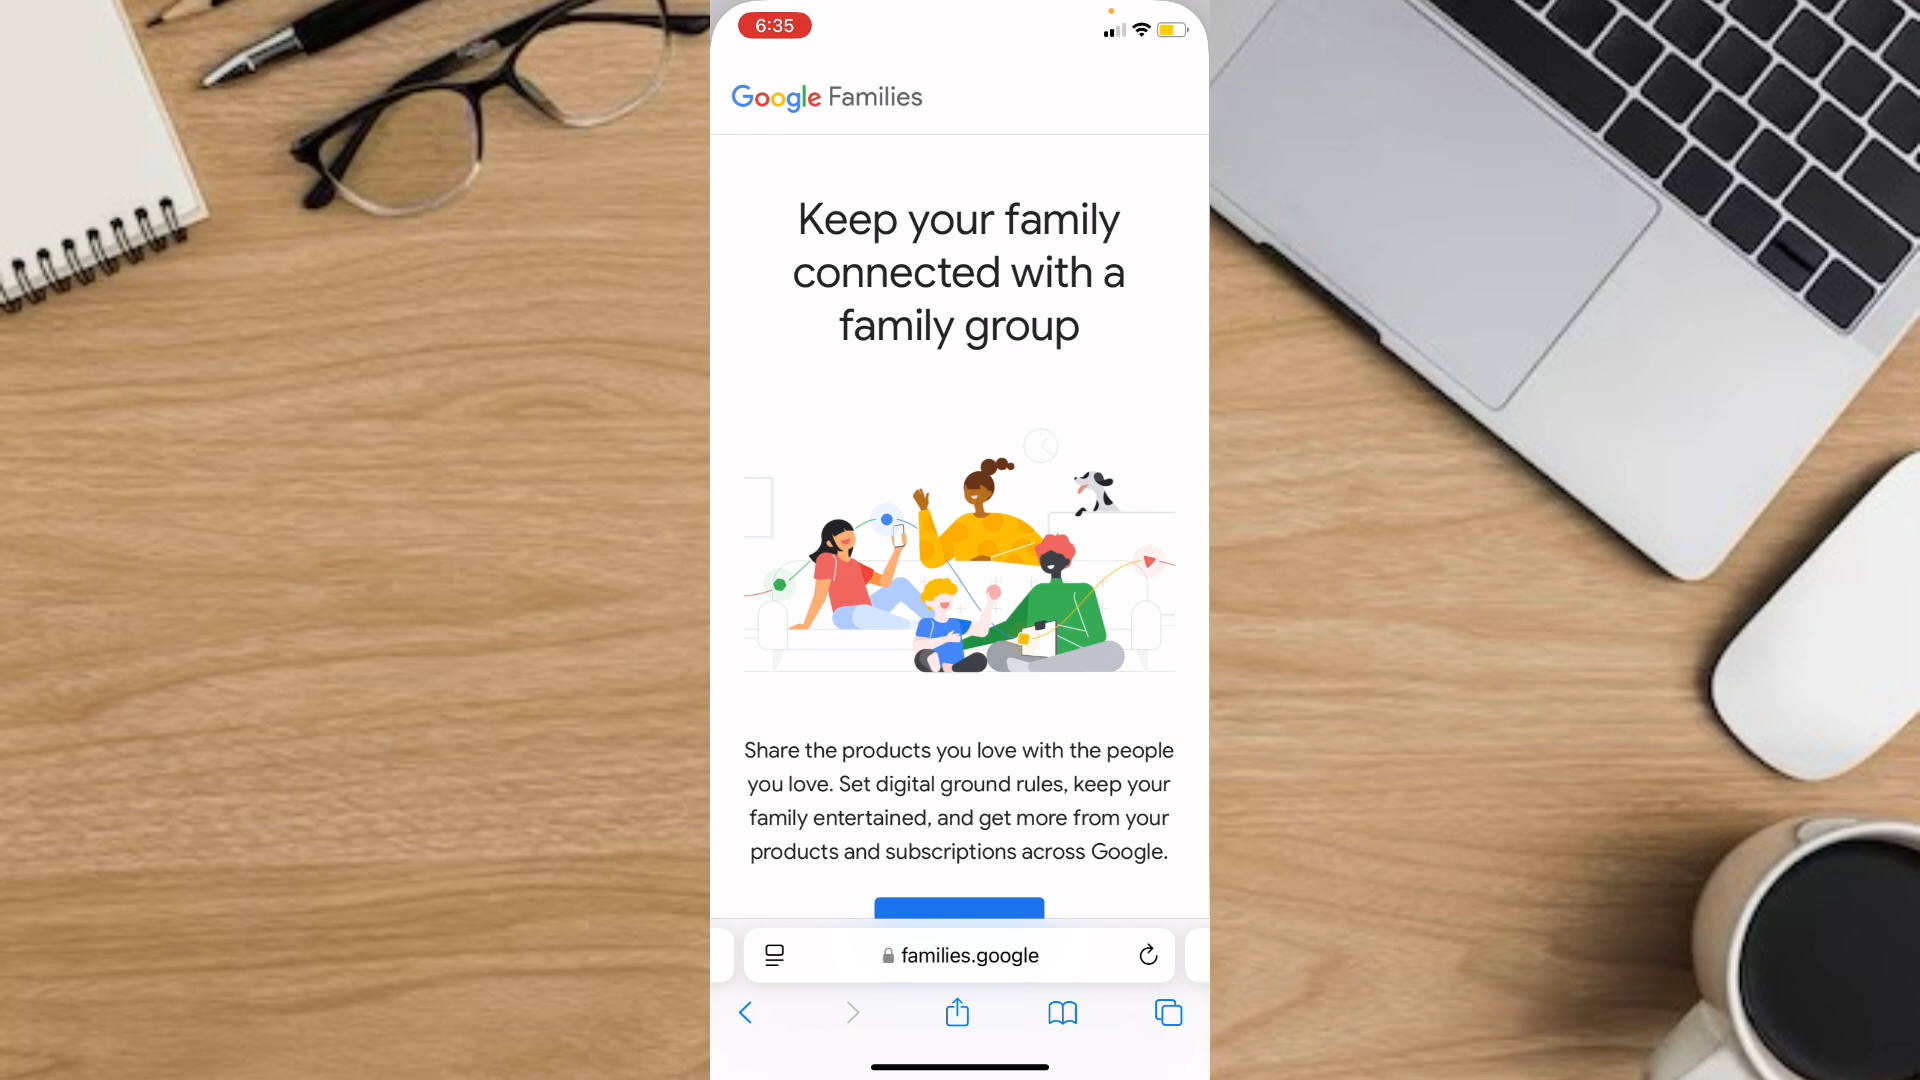 6:35
Google Families
Keep your family
connected with a
family group
Share the products you love with the people
you love. Set digital ground rules, keep your
family entertained, and get more from your
products and subscriptions across Google.
families.google